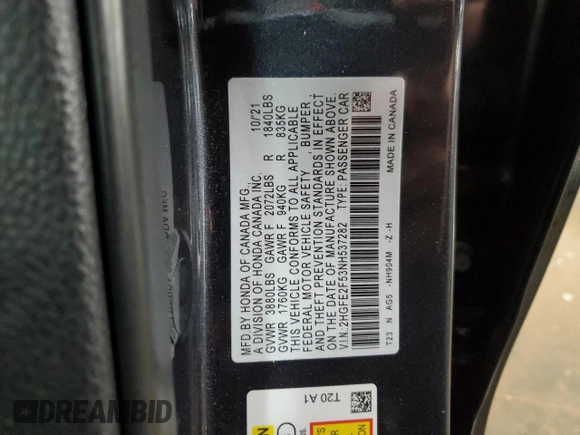 MFD.BY HONDA OF CANADA MFG., 10/21
A DIVISION OF HONDA CANADA INC.
GVWR 3880LBS GAWR F 2072LBS R 1840LBS
GVWR 1760KG GAWR F 940KG R 835KG
THIS VEHICLE CONFORMS TO ALL APPLICABLE
FEDERAL MOTOR VEHICLE SAFETY , BUMPER ,
AND THEFT PREVENTION STANDARDS IN EFFECT
ON THE DATE OF MANUFACTURE SHOWN ABOVE.
V.I.N.:2HGFE2F53NH537282 TYPE: PASSENGER CAR
T23 N AG5 -NH904M -Z -H MADE IN CANADA
T20 A1
DREAMBID